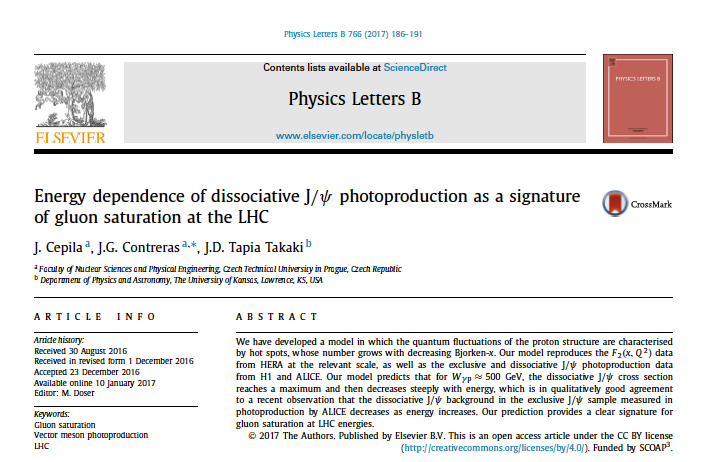 Physics Letters B 766 (2017) 186–191
Contents lists available at ScienceDirect
Physics Letters B
www.elsevier.com/locate/physletb
ELSEVIER
PHYSICS LETTERS B
Energy dependence of dissociative J/ψ photoproduction as a signature
of gluon saturation at the LHC
CrossMark
J. Cepila a, J.G. Contreras a,*, J.D. Tapia Takaki b
a Faculty of Nuclear Sciences and Physical Engineering, Czech Technical University in Prague, Czech Republic
b Department of Physics and Astronomy, The University of Kansas, Lawrence, KS, USA
ARTICLE INFO
Article history:
Received 30 August 2016
Received in revised form 1 December 2016
Accepted 23 December 2016
Available online 10 January 2017
Editor: M. Doser
Keywords:
Gluon saturation
Vector meson photoproduction
LHC
ABSTRACT
We have developed a model in which the quantum fluctuations of the proton structure are characterised
by hot spots, whose number grows with decreasing Bjorken-x. Our model reproduces the F2(x, Q²) data
from HERA at the relevant scale, as well as the exclusive and dissociative J/ψ photoproduction data
from H1 and ALICE. Our model predicts that for Wγp ≈ 500 GeV, the dissociative J/ψ cross section
reaches a maximum and then decreases steeply with energy, which is in qualitatively good agreement
to a recent observation that the dissociative J/ψ background in the exclusive J/ψ sample measured in
photoproduction by ALICE decreases as energy increases. Our prediction provides a clear signature for
gluon saturation at LHC energies.
© 2017 The Authors. Published by Elsevier B.V. This is an open access article under the CC BY license
(http://creativecommons.org/licenses/by/4.0/). Funded by SCOAP³.